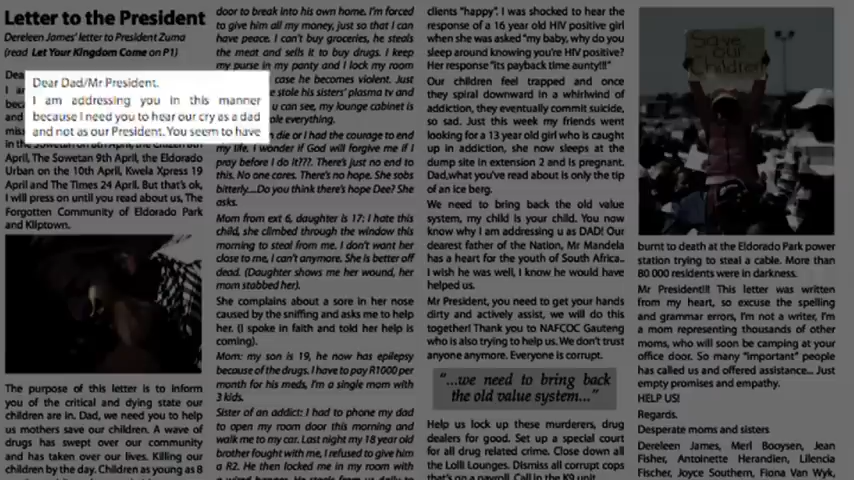 Letter to the President
Dereleen James' letter to President Zuma
(read Let Your Kingdom Come on P1)
Dear Dad/Mr President.
I am addressing you in this manner
because I need you to hear our cry as a dad
and not as our President. You seem to have
April, The Sowetan 9th April, the Eldorado
Urban on the 10th April, Kwela Xpress 19
April and The Times 24 April. But that's ok,
I will press on until you read about us, The
Forgotten Community of Eldorado Park
and Kliptown.
The purpose of this letter is to inform
you of the critical and dying state our
children are in. Dad, we need you to help
us mothers save our children. A wave of
drugs has swept over our community
and has taken over our lives. Killing our
children by the day. Children as young as 8
door to break into his own home. I'm forced
to give him all my money, just so that I can
have peace. I can't buy groceries, he steals
the meat and sells it to buy drugs. I keep
my purse in my panty and I lock my room
case he becomes violent. Just
he stole his sisters' plasma tv and
u can see, my lounge cabinet is
ole everything.
n die or I had the courage to end
my life, I wonder if God will forgive me if I
pray before I do it???. There's just no end to
this. No one cares. There's no hope. She sobs
bitterly....Do you think there's hope Dee? She
asks.
Mom from ext 6, daughter is 17: I hate this
child, she climbed through the window this
morning to steal from me. I don't want her
close to me, I can't anymore. She is better off
dead. (Daughter shows me her wound, her
mom stabbed her).
She complains about a sore in her nose
caused by the sniffing and asks me to help
her. (I spoke in faith and told her help is
coming).
Mom: my son is 19, he now has epilepsy
because of the drugs. I have to pay R1000 per
month for his meds, I'm a single mom with
3 kids.
Sister of an addict: I had to phone my dad
to open my room door this morning and
walk me to my car. Last night my 18 year old
brother fought with me, I refused to give him
a R2. He then locked me in my room with
clients "happy". I was shocked to hear the
response of a 16 year old HIV positive girl
when she was asked "my baby, why do you
sleep around knowing you're HIV positive?
Her response "its payback time aunty!!!"
Our children feel trapped and once
they spiral downward in a whirlwind of
addiction, they eventually commit suicide,
so sad. Just this week my friends went
looking for a 13 year old girl who is caught
up in addiction, she now sleeps at the
dump site in extension 2 and is pregnant.
Dad,what you've read about is only the tip
of an ice berg.
We need to bring back the old value
system, my child is your child. You now
know why I am addressing u as DAD! Our
dearest father of the Nation, Mr Mandela
has a heart for the youth of South Africa..
I wish he was well, I know he would have
helped us.
Mr President, you need to get your hands
dirty and actively assist, we will do this
together! Thank you to NAFCOC Gauteng
who is also trying to help us. We don't trust
anyone anymore. Everyone is corrupt.
"...we need to bring back
the old value system..."
Help us lock up these murderers, drug
dealers for good. Set up a special court
for all drug related crime. Close down all
the Lolli Lounges. Dismiss all corrupt cops
that's on a payroll. Call in the K9 unit
Save
our
Children
burnt to death at the Eldorado Park power
station trying to steal a cable. More than
80 000 residents were in darkness.
Mr President!!! This letter was written
from my heart, so excuse the spelling
and grammar errors, I'm not a writer, I'm
a mom representing thousands of other
moms, who will soon be camping at your
office door. So many "important" people
has called us and offered assistance... Just
empty promises and empathy.
HELP US!
Regards.
Desperate moms and sisters
Dereleen James, Merl Booysen, Jean
Fisher, Antoinette Herandien, Lilencia
Fischer, Joyce Southern, Fiona Van Wyk,